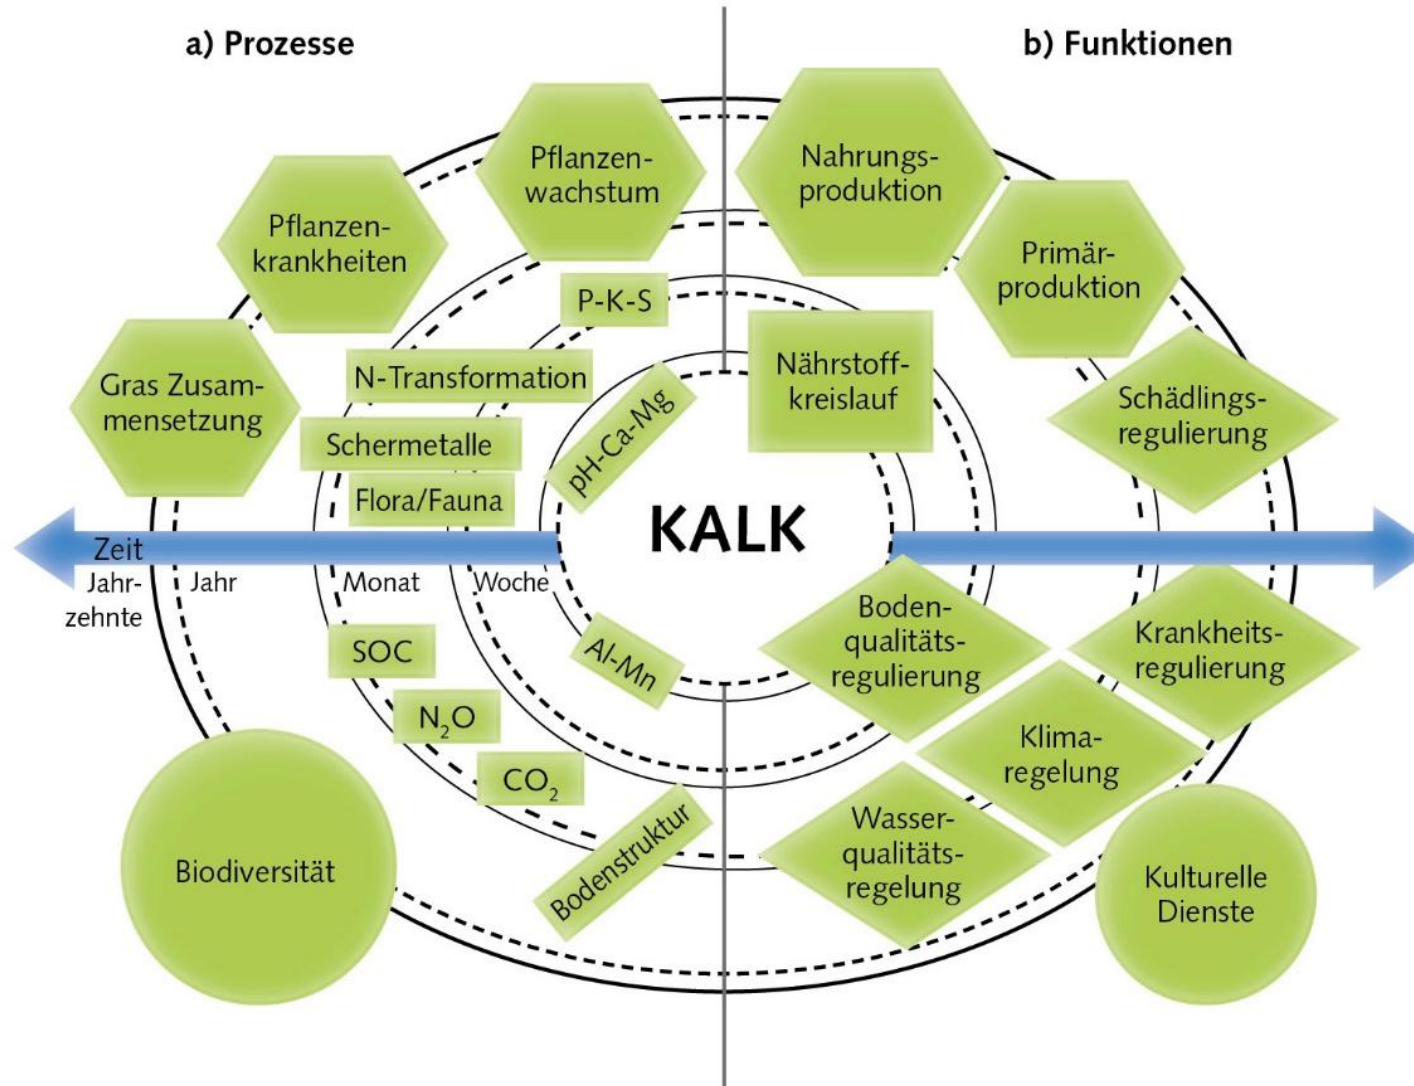 a) Prozesse
b) Funktionen
Pflanzen-
wachstum
Pflanzen-
krankheiten
Gras Zusam-
mensetzung
P-K-S
N-Transformation
Schermetalle
Flora/Fauna
pH-Ca-Mg
Nahrungs-
produktion
Primär-
produktion
Nährstoff-
kreislauf
Schädlings-
regulierung
KALK
Zeit
Jahr-
zehnte
Jahr
Monat
Woche
SOC
N₂O
CO₂
Al-Mn
Bodenstruktur
Biodiversität
Boden-
qualitäts-
regulierung
Krankheits-
regulierung
Klima-
regelung
Wasser-
qualitäts-
regelung
Kulturelle
Dienste